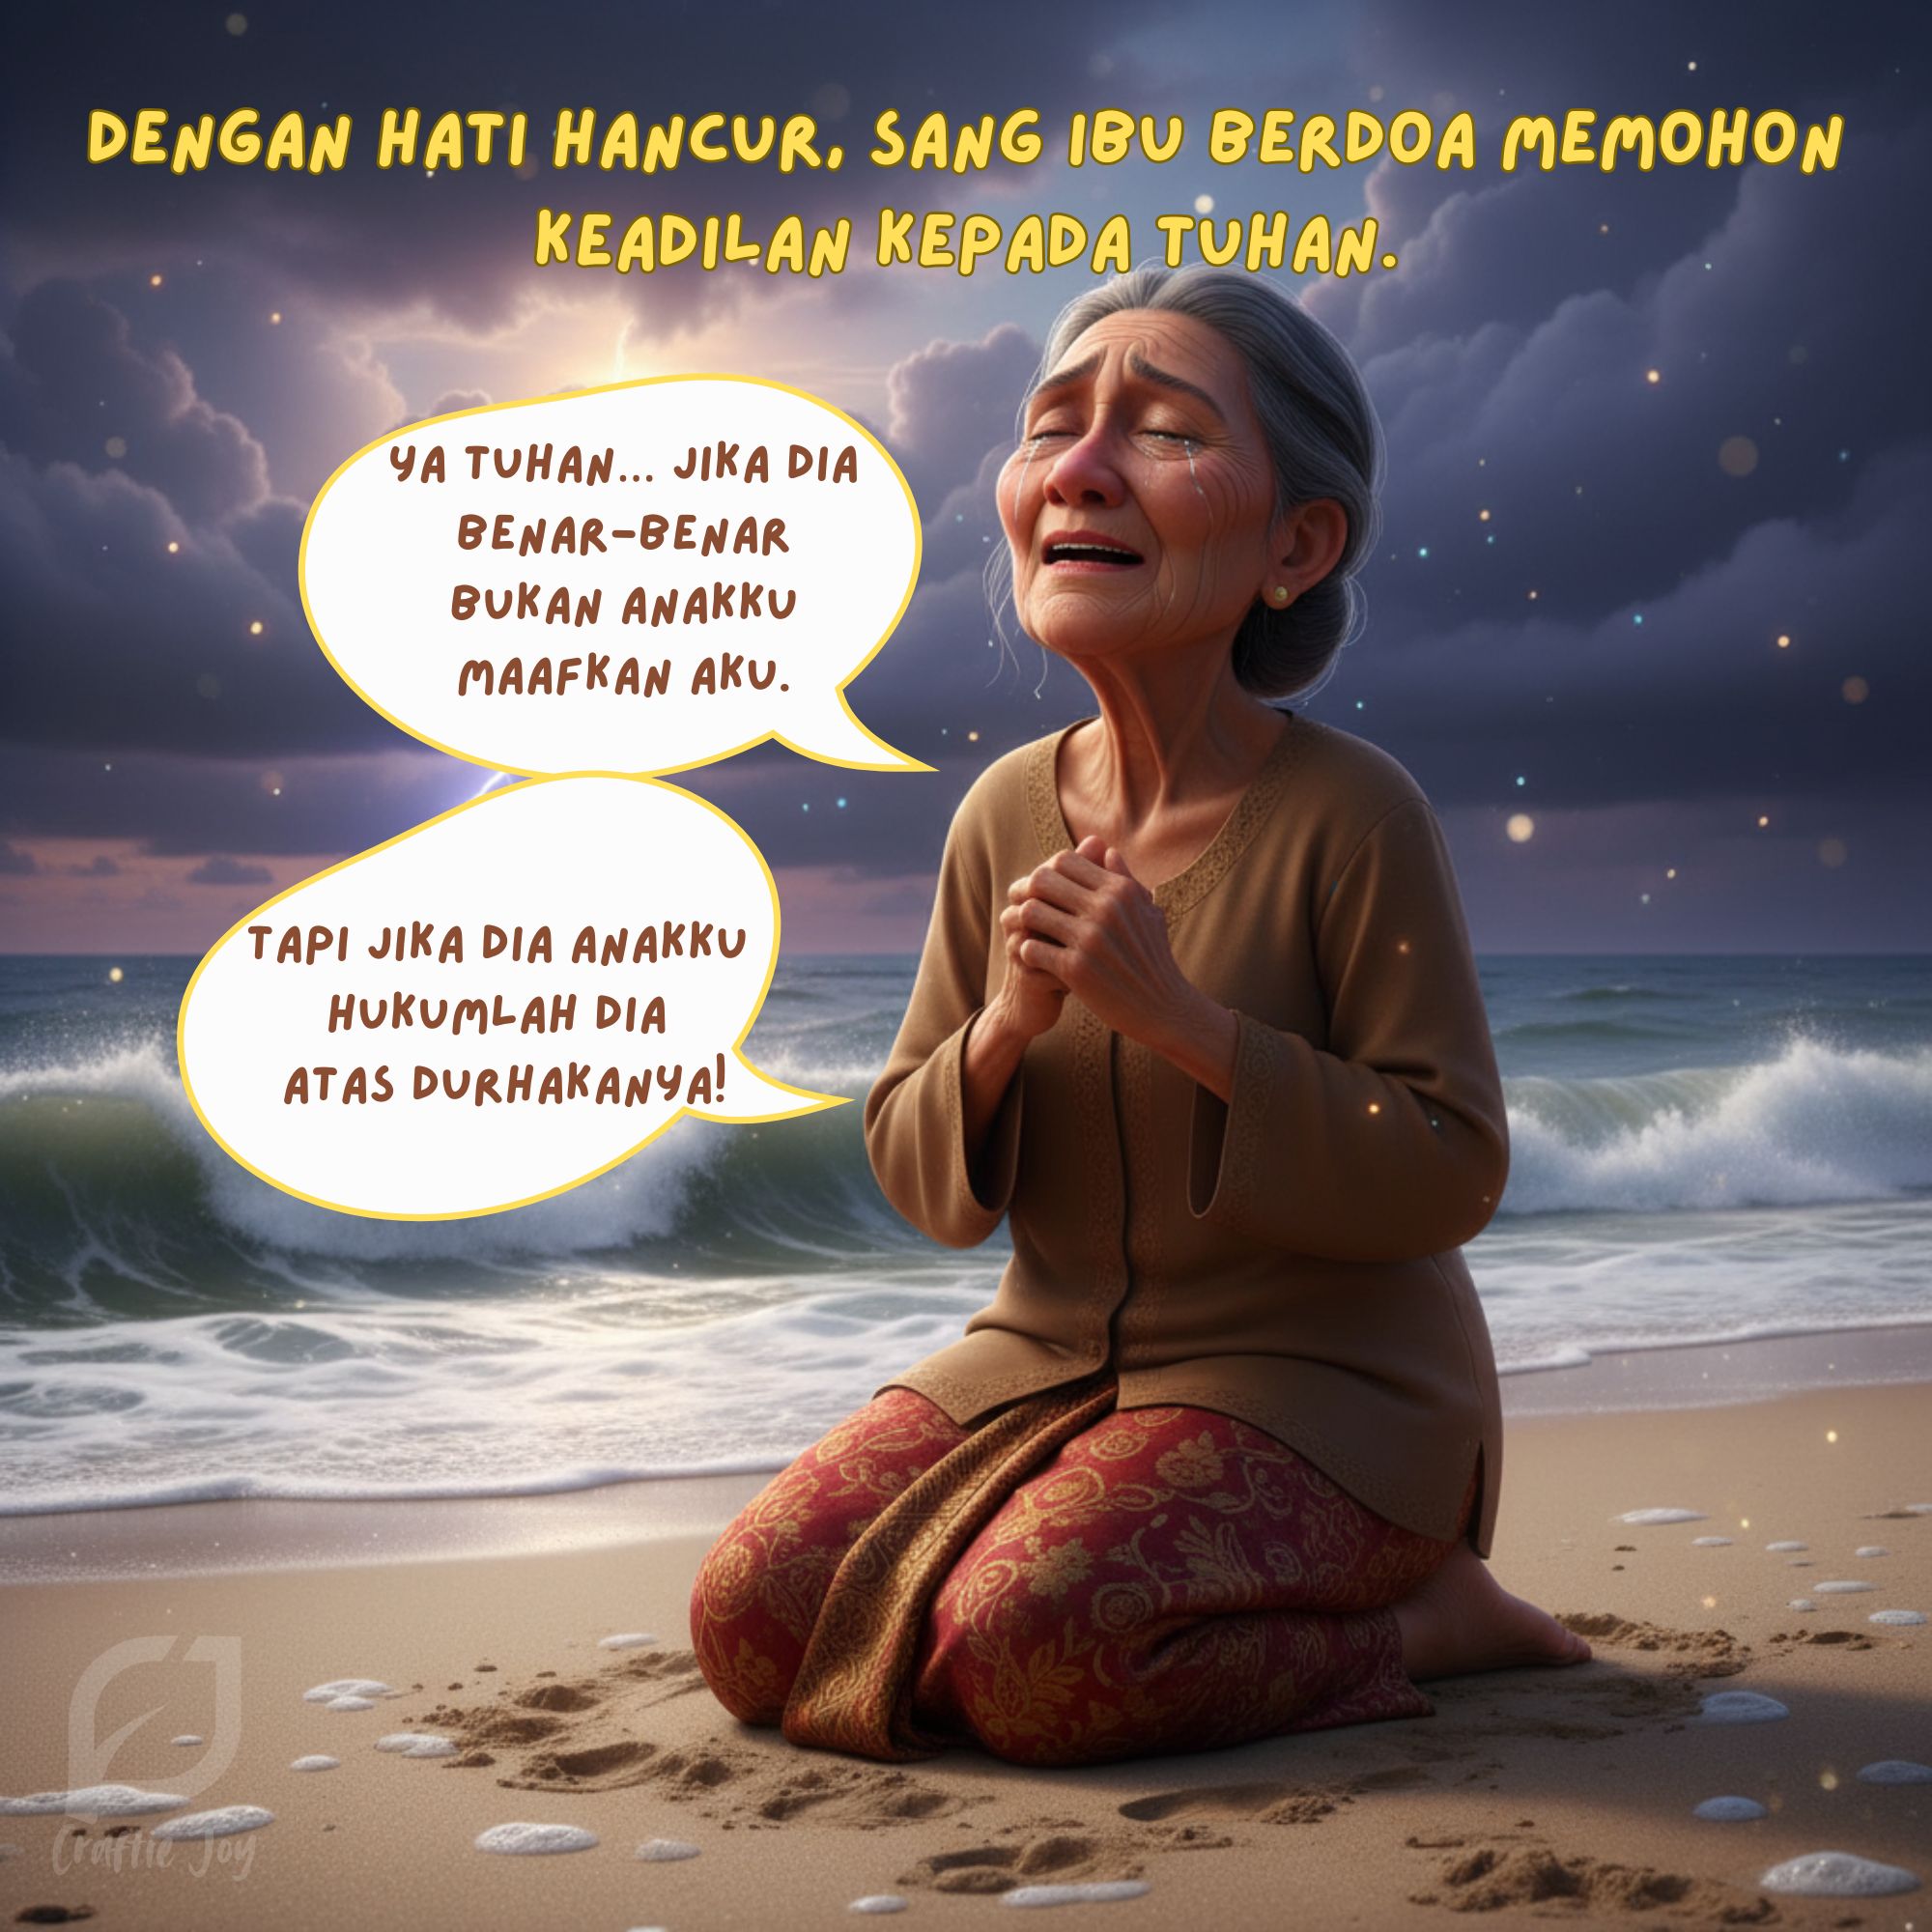 DENGAN HATI HANCUR, SANG IBU BERDOA MEMOHON
KEADILAN KEPADA TUHAN.
YA TUHAN... JIKA DIA
BENAR-BENAR
BUKAN ANAKKU
MAAFKAN AKU.
TAPI JIKA DIA ANAKKU
HUKUMLAH DIA
ATAS DURHAKANYA!
Craftie Joy